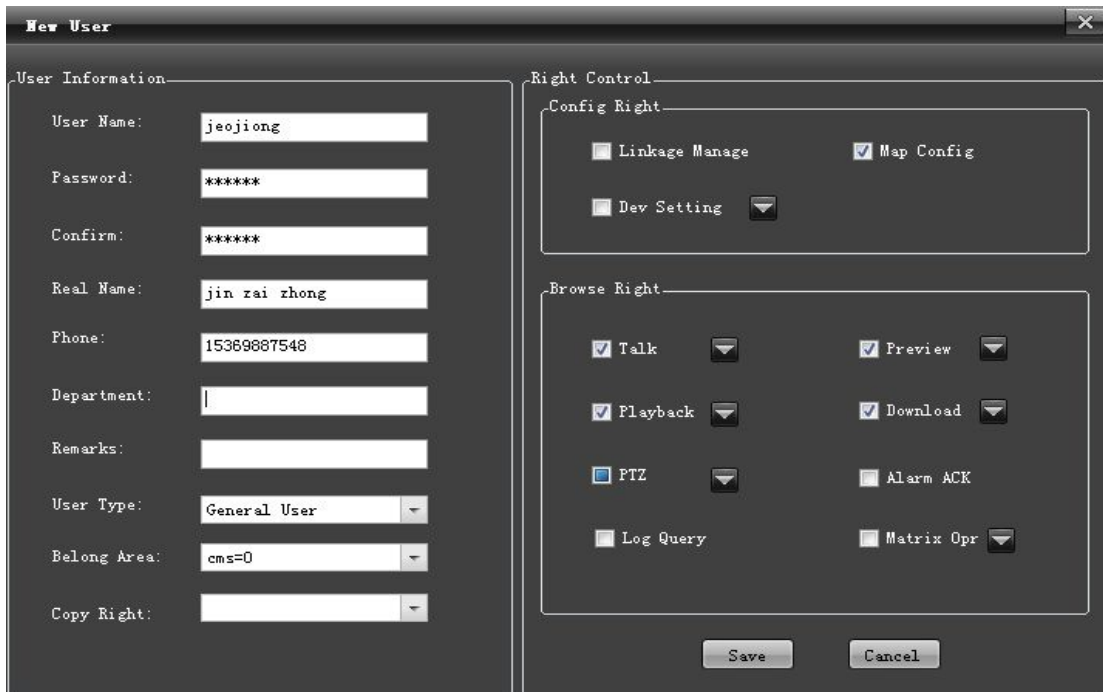 New User
User Information
User Name: jeojiong
Password: ******
Confirm: ******
Real Name: jin zai zhong
Phone: 15369887548
Department:
Remarks:
User Type: General User
Belong Area: cms=0
Copy Right:
Right Control
Config Right
Linkage Manage Map Config
Dev Setting
Browse Right
Talk Preview
Playback Download
PTZ Alarm ACK
Log Query Matrix Opr
Save Cancel